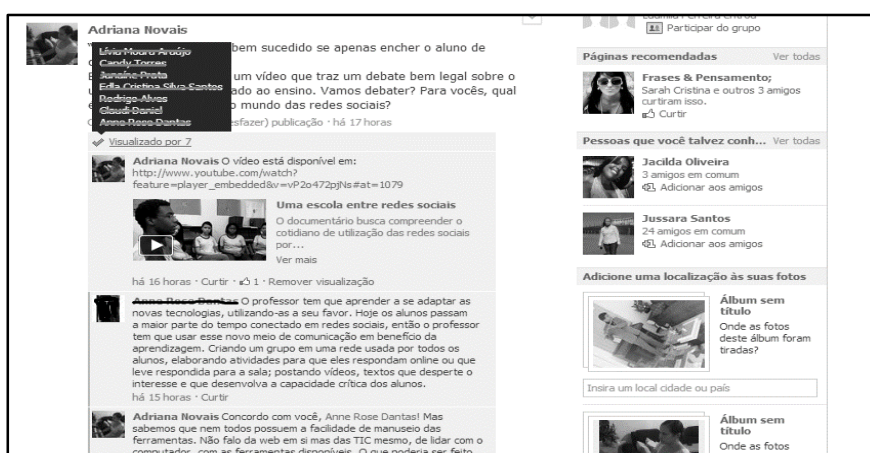 Adriana Novais
bem sucedido se apenas encher o aluno de
Lívia Moura Araújo
Candy Torres
Janaíne Prata
Edla Cristina Silva Santos
Rodrigo Alves
Claudi Daniel
Anne Rose Dantas
um vídeo que traz um debate bem legal sobre o
ado ao ensino. Vamos debater? Para vocês, qual
o mundo das redes sociais?
esfazer) publicação · há 17 horas
Visualizado por 7
Adriana Novais O vídeo está disponível em:
http://www.youtube.com/watch?
feature=player_embedded&v=vP2o472pjNs#at=1079
Uma escola entre redes sociais
O documentário busca compreender o
cotidiano de utilização das redes sociais
por...
Ver mais
há 16 horas · Curtir · 1 · Remover visualização
Anne Rose Dantas O professor tem que aprender a se adaptar as
novas tecnologias, utilizando-as a seu favor. Hoje os alunos passam
a maior parte do tempo conectado em redes sociais, então o professor
tem que usar esse novo meio de comunicação em benefício da
aprendizagem. Criando um grupo em uma rede usada por todos os
alunos, elaborando atividades para que eles respondam online ou que
leve respondida para a sala; postando vídeos, textos que desperte o
interesse e que desenvolva a capacidade crítica dos alunos.
há 15 horas · Curtir
Adriana Novais Concordo com você, Anne Rose Dantas! Mas
sabemos que nem todos possuem a facilidade de manuseio das
ferramentas. Não falo da web em si mas das TIC mesmo, de lidar com o
computador, com as ferramentas disponíveis. O que poderia ser feito
Participar do grupo
Páginas recomendadas Ver todas
Frases & Pensamento;
Sarah Cristina e outros 3 amigos
curtiram isso.
Curtir
Pessoas que você talvez conh... Ver todas
Jacilda Oliveira
3 amigos em comum
Adicionar aos amigos
Jussara Santos
24 amigos em comum
Adicionar aos amigos
Adicione uma localização às suas fotos
Álbum sem
título
Onde as fotos
deste álbum foram
tiradas?
Insira um local cidade ou país
Álbum sem
título
Onde as fotos